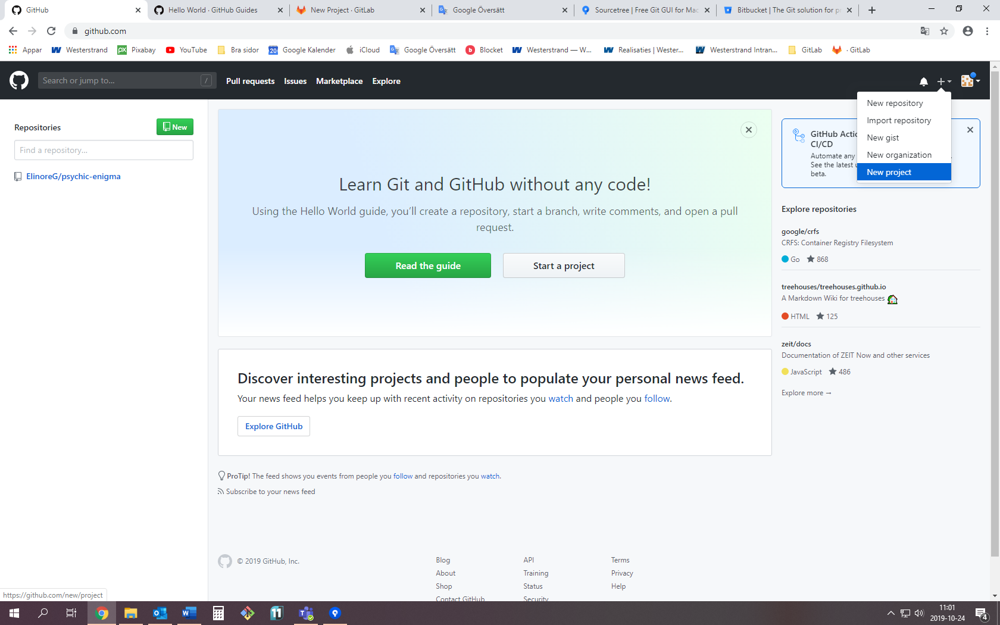 GitHub
Hello World · GitHub Guides
New Project · GitLab
Google Översätt
Sourcetree | Free Git GUI for Mac
Bitbucket | The Git solution for pr
github.com
Appar
Westerstrand
Pixabay
YouTube
Bra sidor
20
Google Kalender
iCloud
Google Översätt
Blocket
Westerstrand — W...
Realisaties | Wester...
Westerstrand Intran...
GitLab
· GitLab
Search or jump to...
/
Pull requests
Issues
Marketplace
Explore
New repository
Import repository
New gist
New organization
New project
Repositories
New
Find a repository...
ElinoreG/psychic-enigma
Learn Git and GitHub without any code!
Using the Hello World guide, you’ll create a repository, start a branch, write comments, and open a pull
request.
Read the guide
Start a project
Discover interesting projects and people to populate your personal news feed.
Your news feed helps you keep up with recent activity on repositories you watch and people you follow.
Explore GitHub
ProTip! The feed shows you events from people you follow and repositories you watch.
Subscribe to your news feed
GitHub Actio
CI/CD
Automate any
See the latest u
beta.
Explore repositories
google/crfs
CRFS: Container Registry Filesystem
Go 868
treehouses/treehouses.github.io
A Markdown Wiki for treehouses
HTML 125
zeit/docs
Documentation of ZEIT Now and other services
JavaScript 486
Explore more →
© 2019 GitHub, Inc.
Blog
About
Shop
Contact GitHub
API
Training
Status
Security
Terms
Privacy
Help
https://github.com/new/project
11
11:01
2019-10-24
4